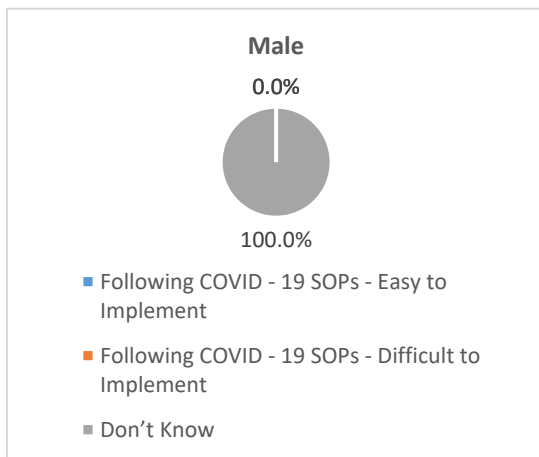 Male
0.0%
100.0%
Following COVID - 19 SOPs - Easy to
Implement
Following COVID - 19 SOPs - Difficult to
Implement
Don’t Know